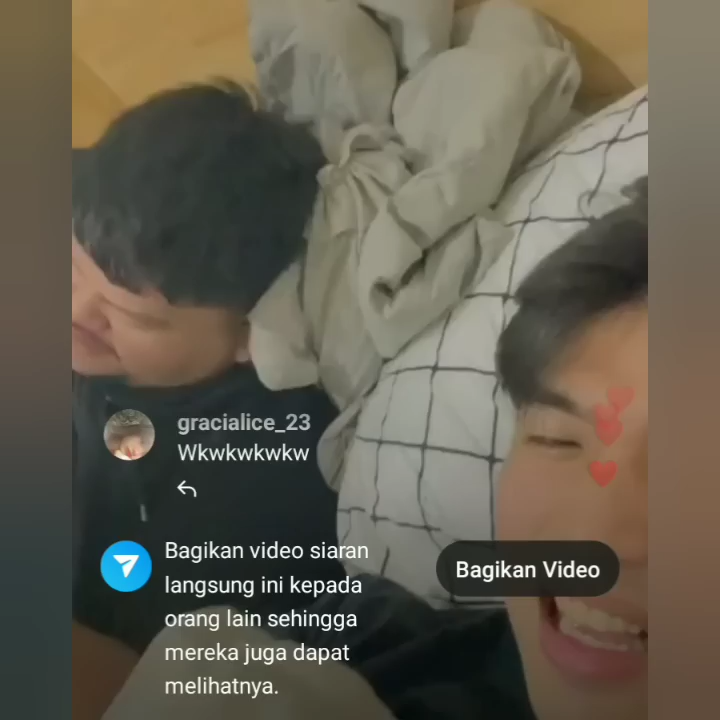 gracialice_23
Wkwkwkwkw
Bagikan video siaran
langsung ini kepada
orang lain sehingga
mereka juga dapat
melihatnya.
Bagikan Video